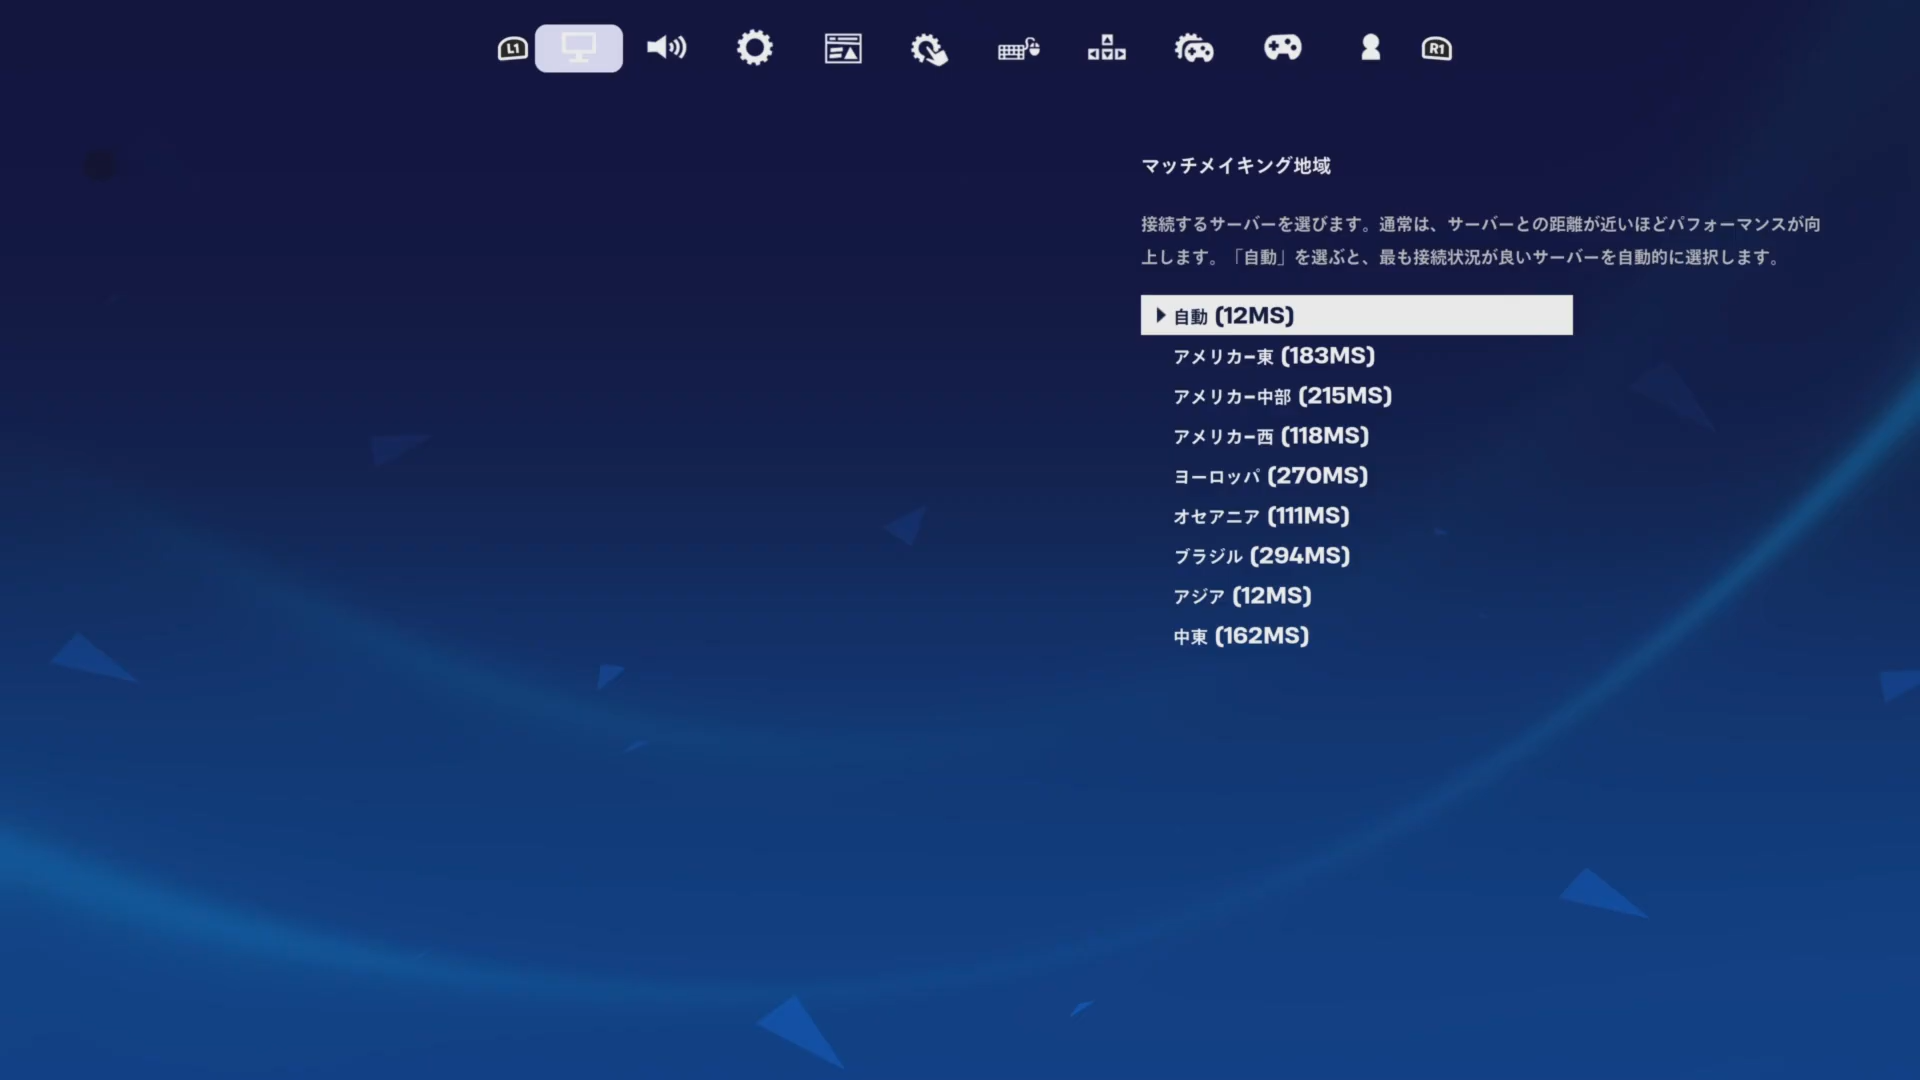 L1
R1
マッチメイキング地域
接続するサーバーを選びます。通常は、サーバーとの距離が近いほどパフォーマンスが向
上します。「自動」を選ぶと、最も接続状況が良いサーバーを自動的に選択します。
自動 (12MS)
アメリカー東 (183MS)
アメリカー中部 (215MS)
アメリカー西 (118MS)
ヨーロッパ (270MS)
オセアニア (111MS)
ブラジル (294MS)
アジア (12MS)
中東 (162MS)